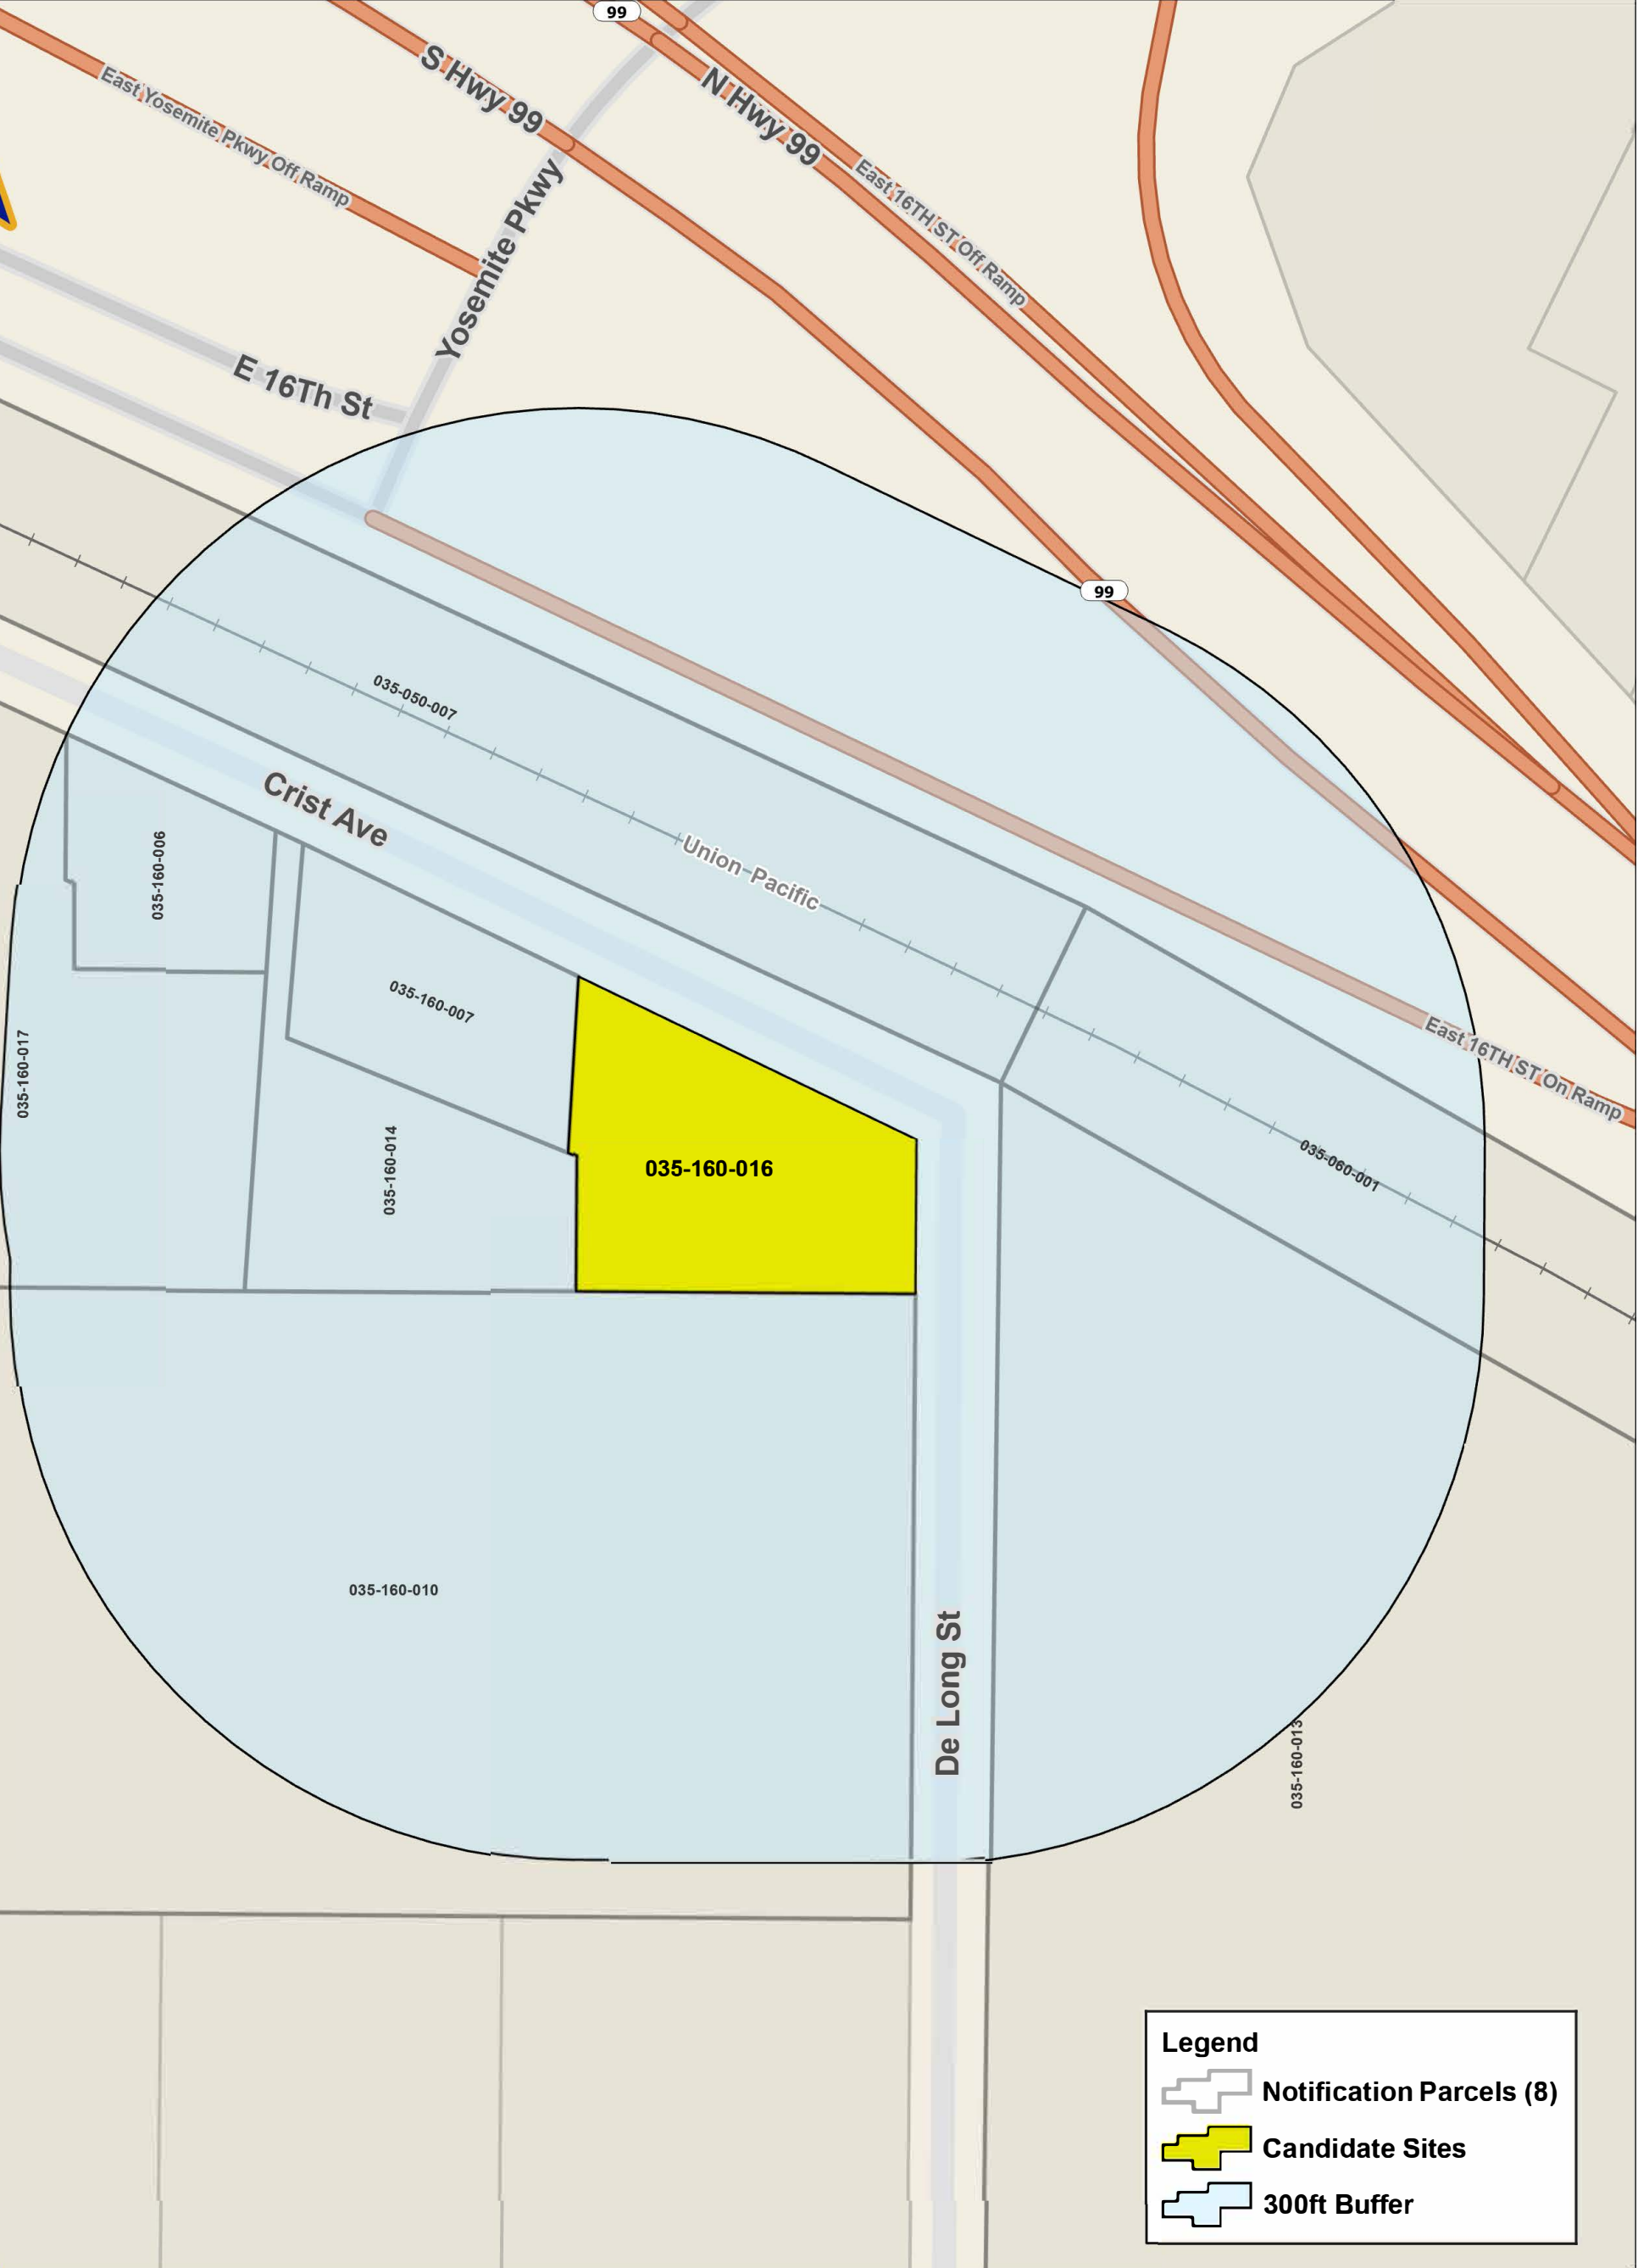 99
S Hwy 99
N Hwy 99
East Yosemite Pkwy Off Ramp
East 16TH ST Off Ramp
Yosemite Pkwy
E 16Th St
99
035-050-007
Crist Ave
Union Pacific
035-160-006
035-160-007
035-160-017
East 16TH ST On Ramp
035-160-014
035-160-016
035-060-001
035-160-010
De Long St
035-160-013
Legend
Notification Parcels (8)
Candidate Sites
300ft Buffer